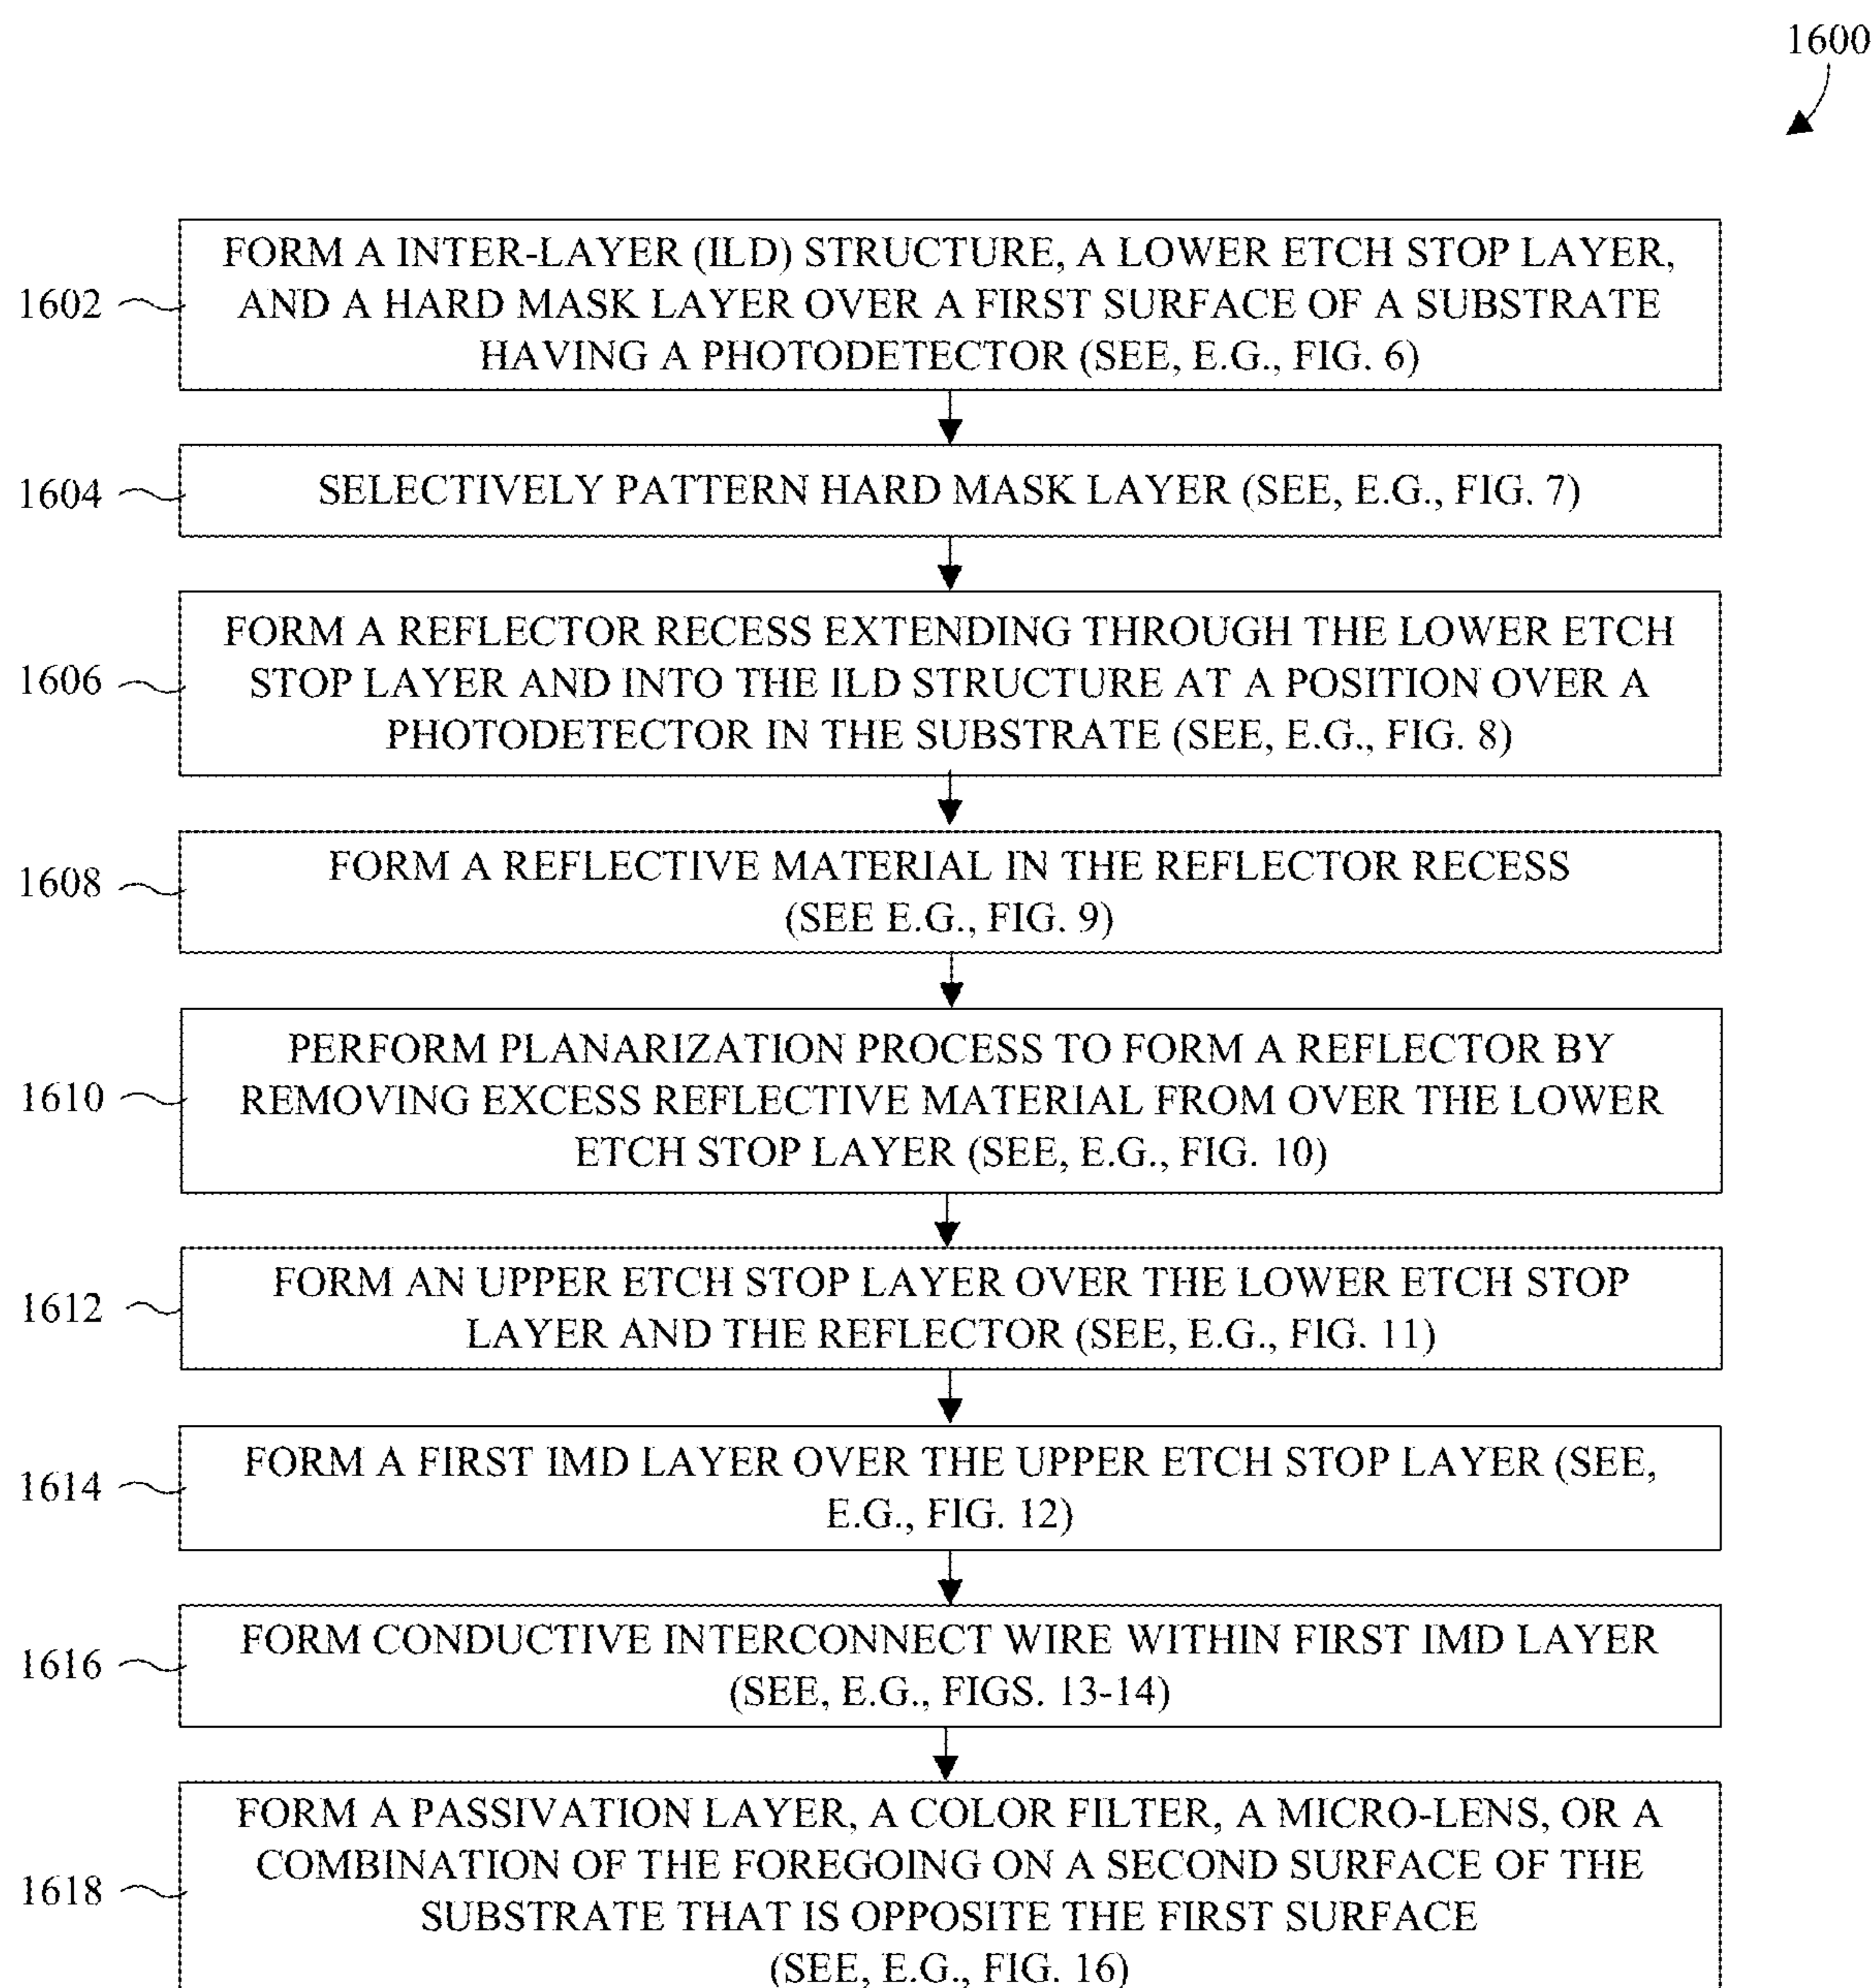 1600
1602
FORM A INTER-LAYER (ILD) STRUCTURE, A LOWER ETCH STOP LAYER,
AND A HARD MASK LAYER OVER A FIRST SURFACE OF A SUBSTRATE
HAVING A PHOTODETECTOR (SEE, E.G., FIG. 6)
1604
SELECTIVELY PATTERN HARD MASK LAYER (SEE, E.G., FIG. 7)
1606
FORM A REFLECTOR RECESS EXTENDING THROUGH THE LOWER ETCH
STOP LAYER AND INTO THE ILD STRUCTURE AT A POSITION OVER A
PHOTODETECTOR IN THE SUBSTRATE (SEE, E.G., FIG. 8)
1608
FORM A REFLECTIVE MATERIAL IN THE REFLECTOR RECESS
(SEE E.G., FIG. 9)
1610
PERFORM PLANARIZATION PROCESS TO FORM A REFLECTOR BY
REMOVING EXCESS REFLECTIVE MATERIAL FROM OVER THE LOWER
ETCH STOP LAYER (SEE, E.G., FIG. 10)
1612
FORM AN UPPER ETCH STOP LAYER OVER THE LOWER ETCH STOP
LAYER AND THE REFLECTOR (SEE, E.G., FIG. 11)
1614
FORM A FIRST IMD LAYER OVER THE UPPER ETCH STOP LAYER (SEE,
E.G., FIG. 12)
1616
FORM CONDUCTIVE INTERCONNECT WIRE WITHIN FIRST IMD LAYER
(SEE, E.G., FIGS. 13-14)
1618
FORM A PASSIVATION LAYER, A COLOR FILTER, A MICRO-LENS, OR A
COMBINATION OF THE FOREGOING ON A SECOND SURFACE OF THE
SUBSTRATE THAT IS OPPOSITE THE FIRST SURFACE
(SEE, E.G., FIG. 16)